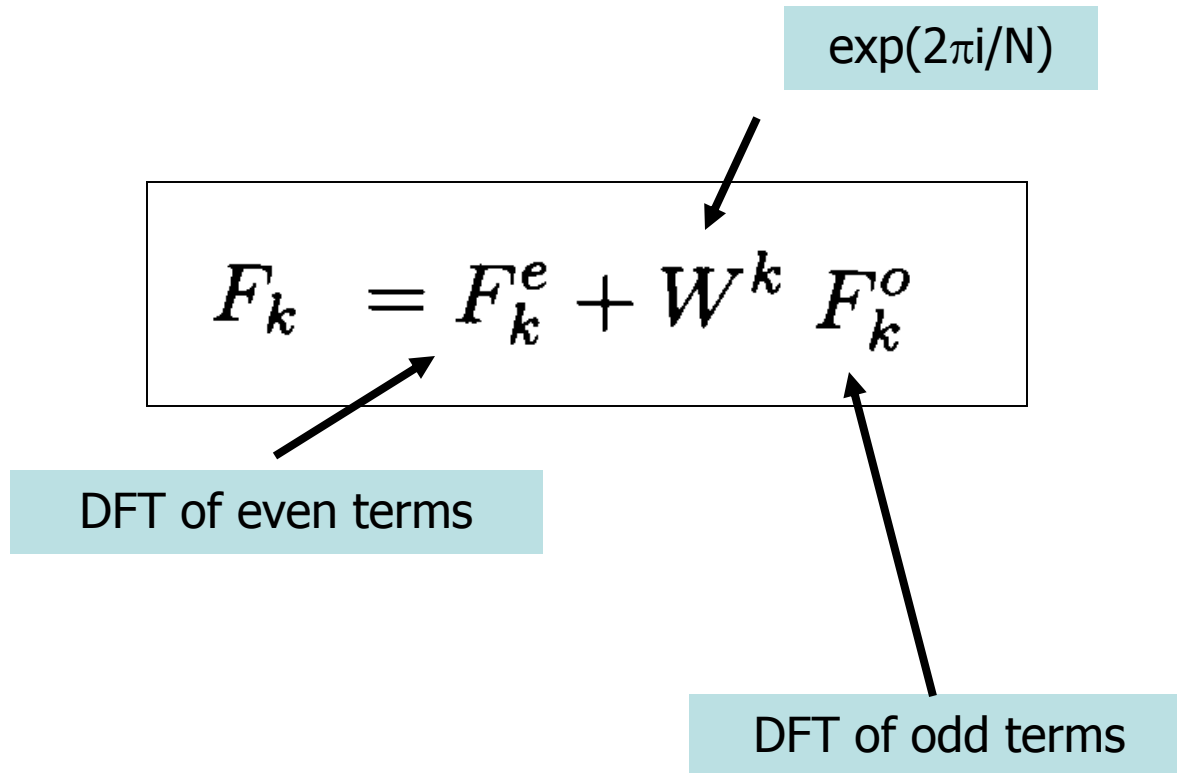 exp(2πi/N)
F_k = F_k^e + W^k F_k^o
DFT of even terms
DFT of odd terms